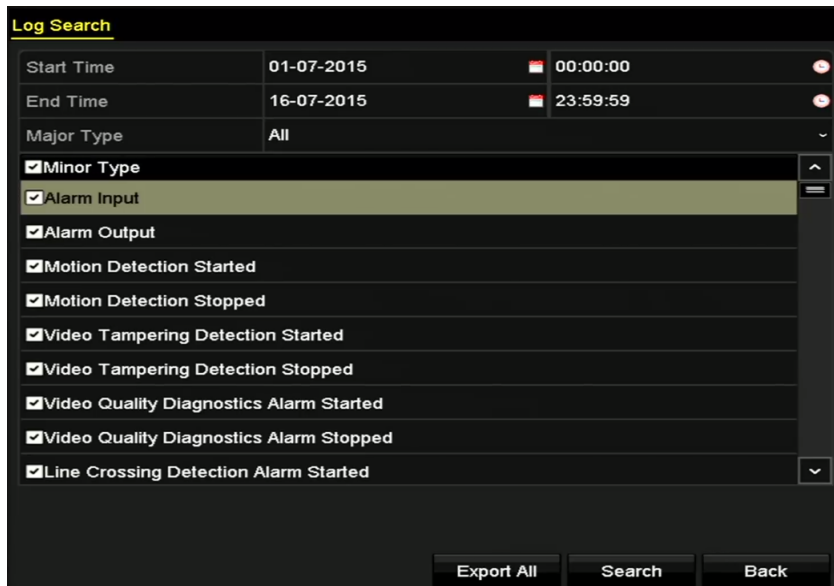 Log Search
Start Time 01-07-2015 00:00:00
End Time 16-07-2015 23:59:59
Major Type All
Minor Type
Alarm Input
Alarm Output
Motion Detection Started
Motion Detection Stopped
Video Tampering Detection Started
Video Tampering Detection Stopped
Video Quality Diagnostics Alarm Started
Video Quality Diagnostics Alarm Stopped
Line Crossing Detection Alarm Started
Export All Search Back